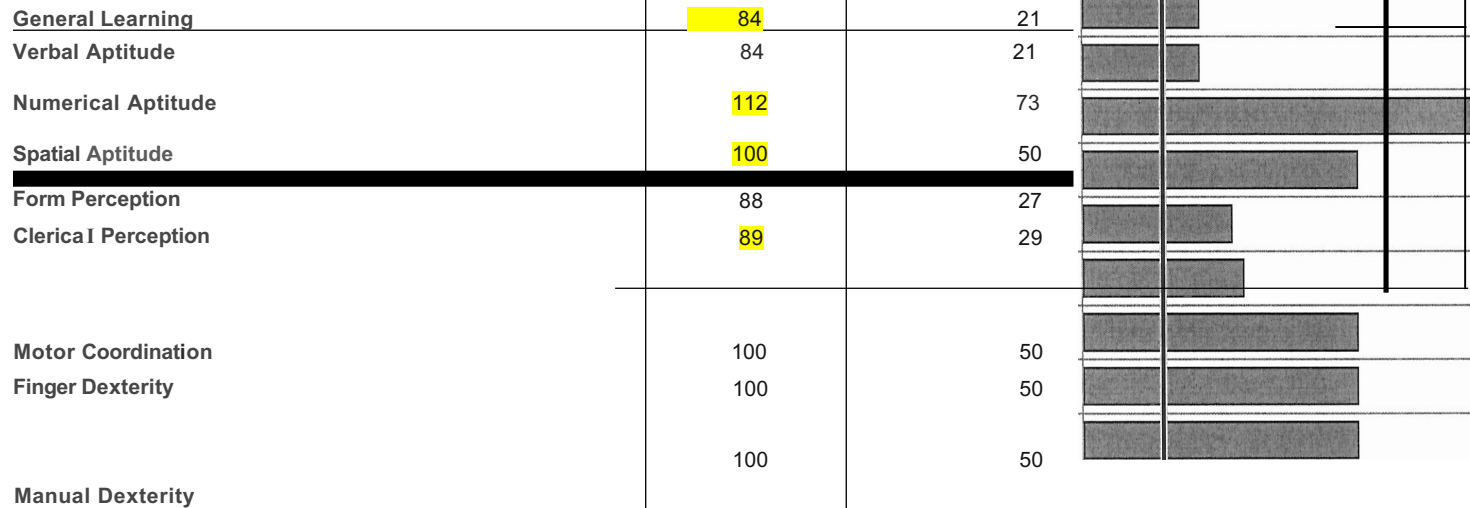 General Learning 84 21
Verbal Aptitude 84 21
Numerical Aptitude 112 73
Spatial Aptitude 100 50
Form Perception 88 27
Clerica I Perception 89 29
Motor Coordination 100 50
Finger Dexterity 100 50
100 50
Manual Dexterity